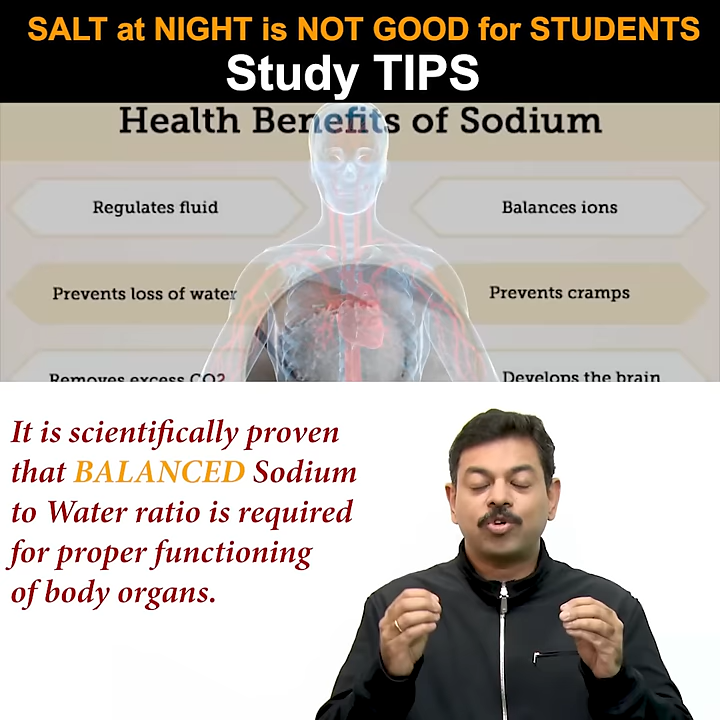 SALT at NIGHT is NOT GOOD for STUDENTS
Study TIPS
Health Benefits of Sodium
Regulates fluid
Balances ions
Prevents loss of water
Prevents cramps
Removes excess CO2
Develops the brain
It is scientifically proven
that BALANCED Sodium
to Water ratio is required
for proper functioning
of body organs.